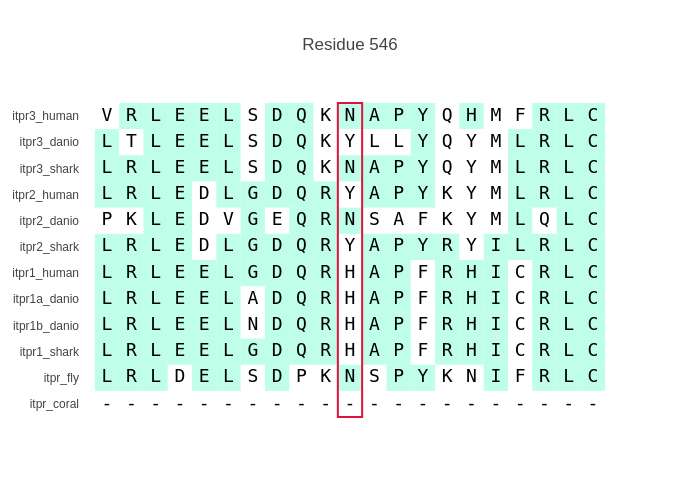 Residue 546
itpr3_human V R L E E L S D Q K N A P Y Q H M F R L C
itpr3_danio L T L E E L S D Q K Y L L Y Q Y M L R L C
itpr3_shark L R L E E L S D Q K N A P Y Q Y M L R L C
itpr2_human L R L E D L G D Q R Y A P Y K Y M L R L C
itpr2_danio P K L E D V G E Q R N S A F K Y M L Q L C
itpr2_shark L R L E D L G D Q R Y A P Y R Y I L R L C
itpr1_human L R L E E L G D Q R H A P F R H I C R L C
itpr1a_danio L R L E E L A D Q R H A P F R H I C R L C
itpr1b_danio L R L E E L N D Q R H A P F R H I C R L C
itpr1_shark L R L E E L G D Q R H A P F R H I C R L C
itpr_fly L R L D E L S D P K N S P Y K N I F R L C
itpr_coral - - - - - - - - - - - - - - - - - - - - -